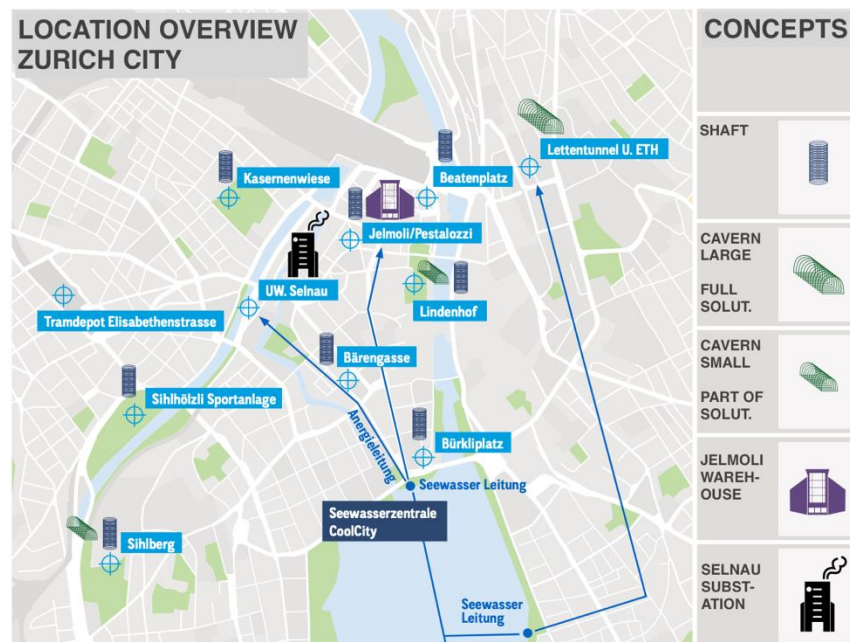 LOCATION OVERVIEW
ZURICH CITY
Kasernenwiese
Beatenplatz
Lettentunnel U. ETH
Jelmoli/Pestalozzi
UW. Selnau
Lindenhof
Tramdepot Elisabethenstrasse
Bärengasse
Sihlhölzli Sportanlage
Anergieleitung
Bürkliplatz
Seewasser Leitung
Seewasserzentrale
CoolCity
Sihlberg
Seewasser
Leitung
CONCEPTS
SHAFT
CAVERN
LARGE
FULL
SOLUT.
CAVERN
SMALL
PART OF
SOLUT.
JELMOLI
WAREH-
OUSE
SELNAU
SUBST-
ATION